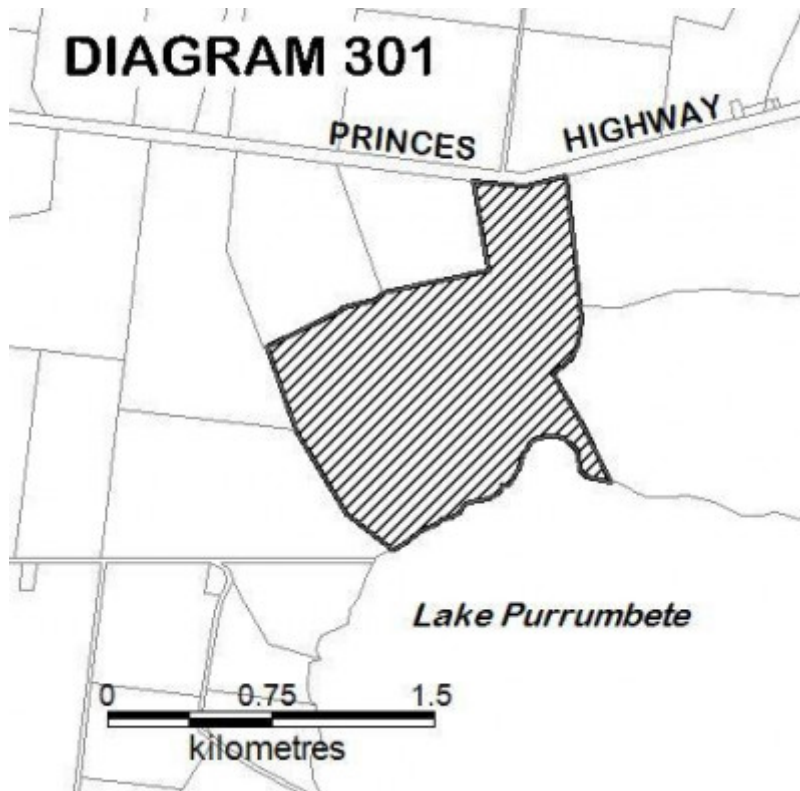 DIAGRAM 301
PRINCES HIGHWAY
Lake Purrumbete
0 0.75 1.5
kilometres